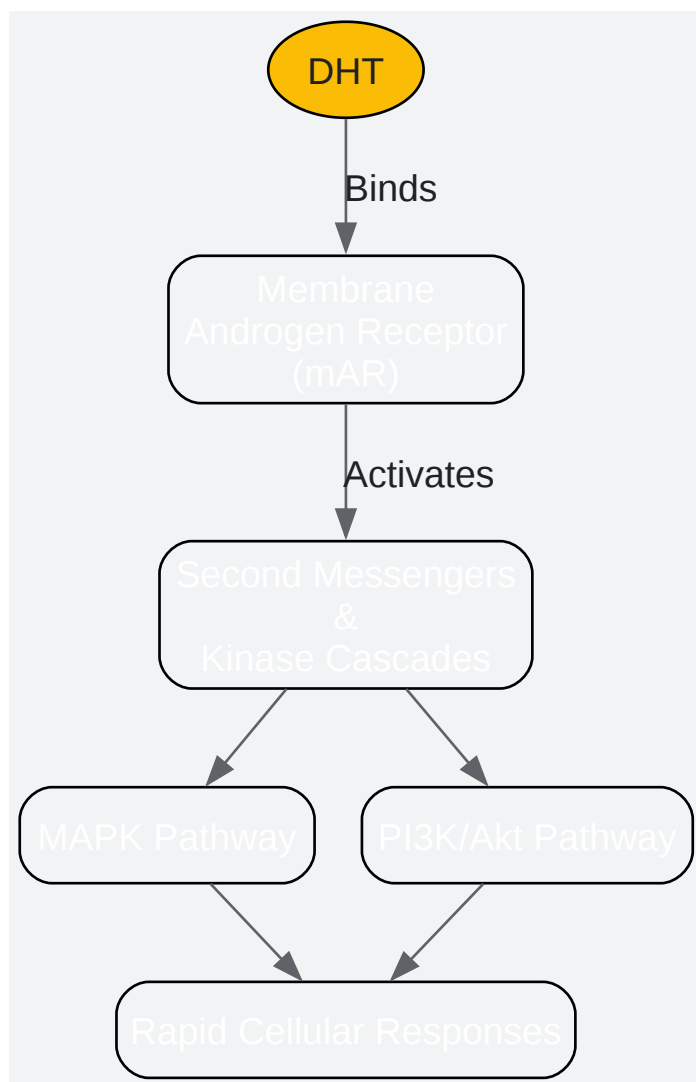 DHT
Binds
Membrane
Androgen Receptor
(mAR)
Activates
Second Messengers
&
Kinase Cascades
MAPK Pathway
PI3K/Akt Pathway
Rapid Cellular Responses